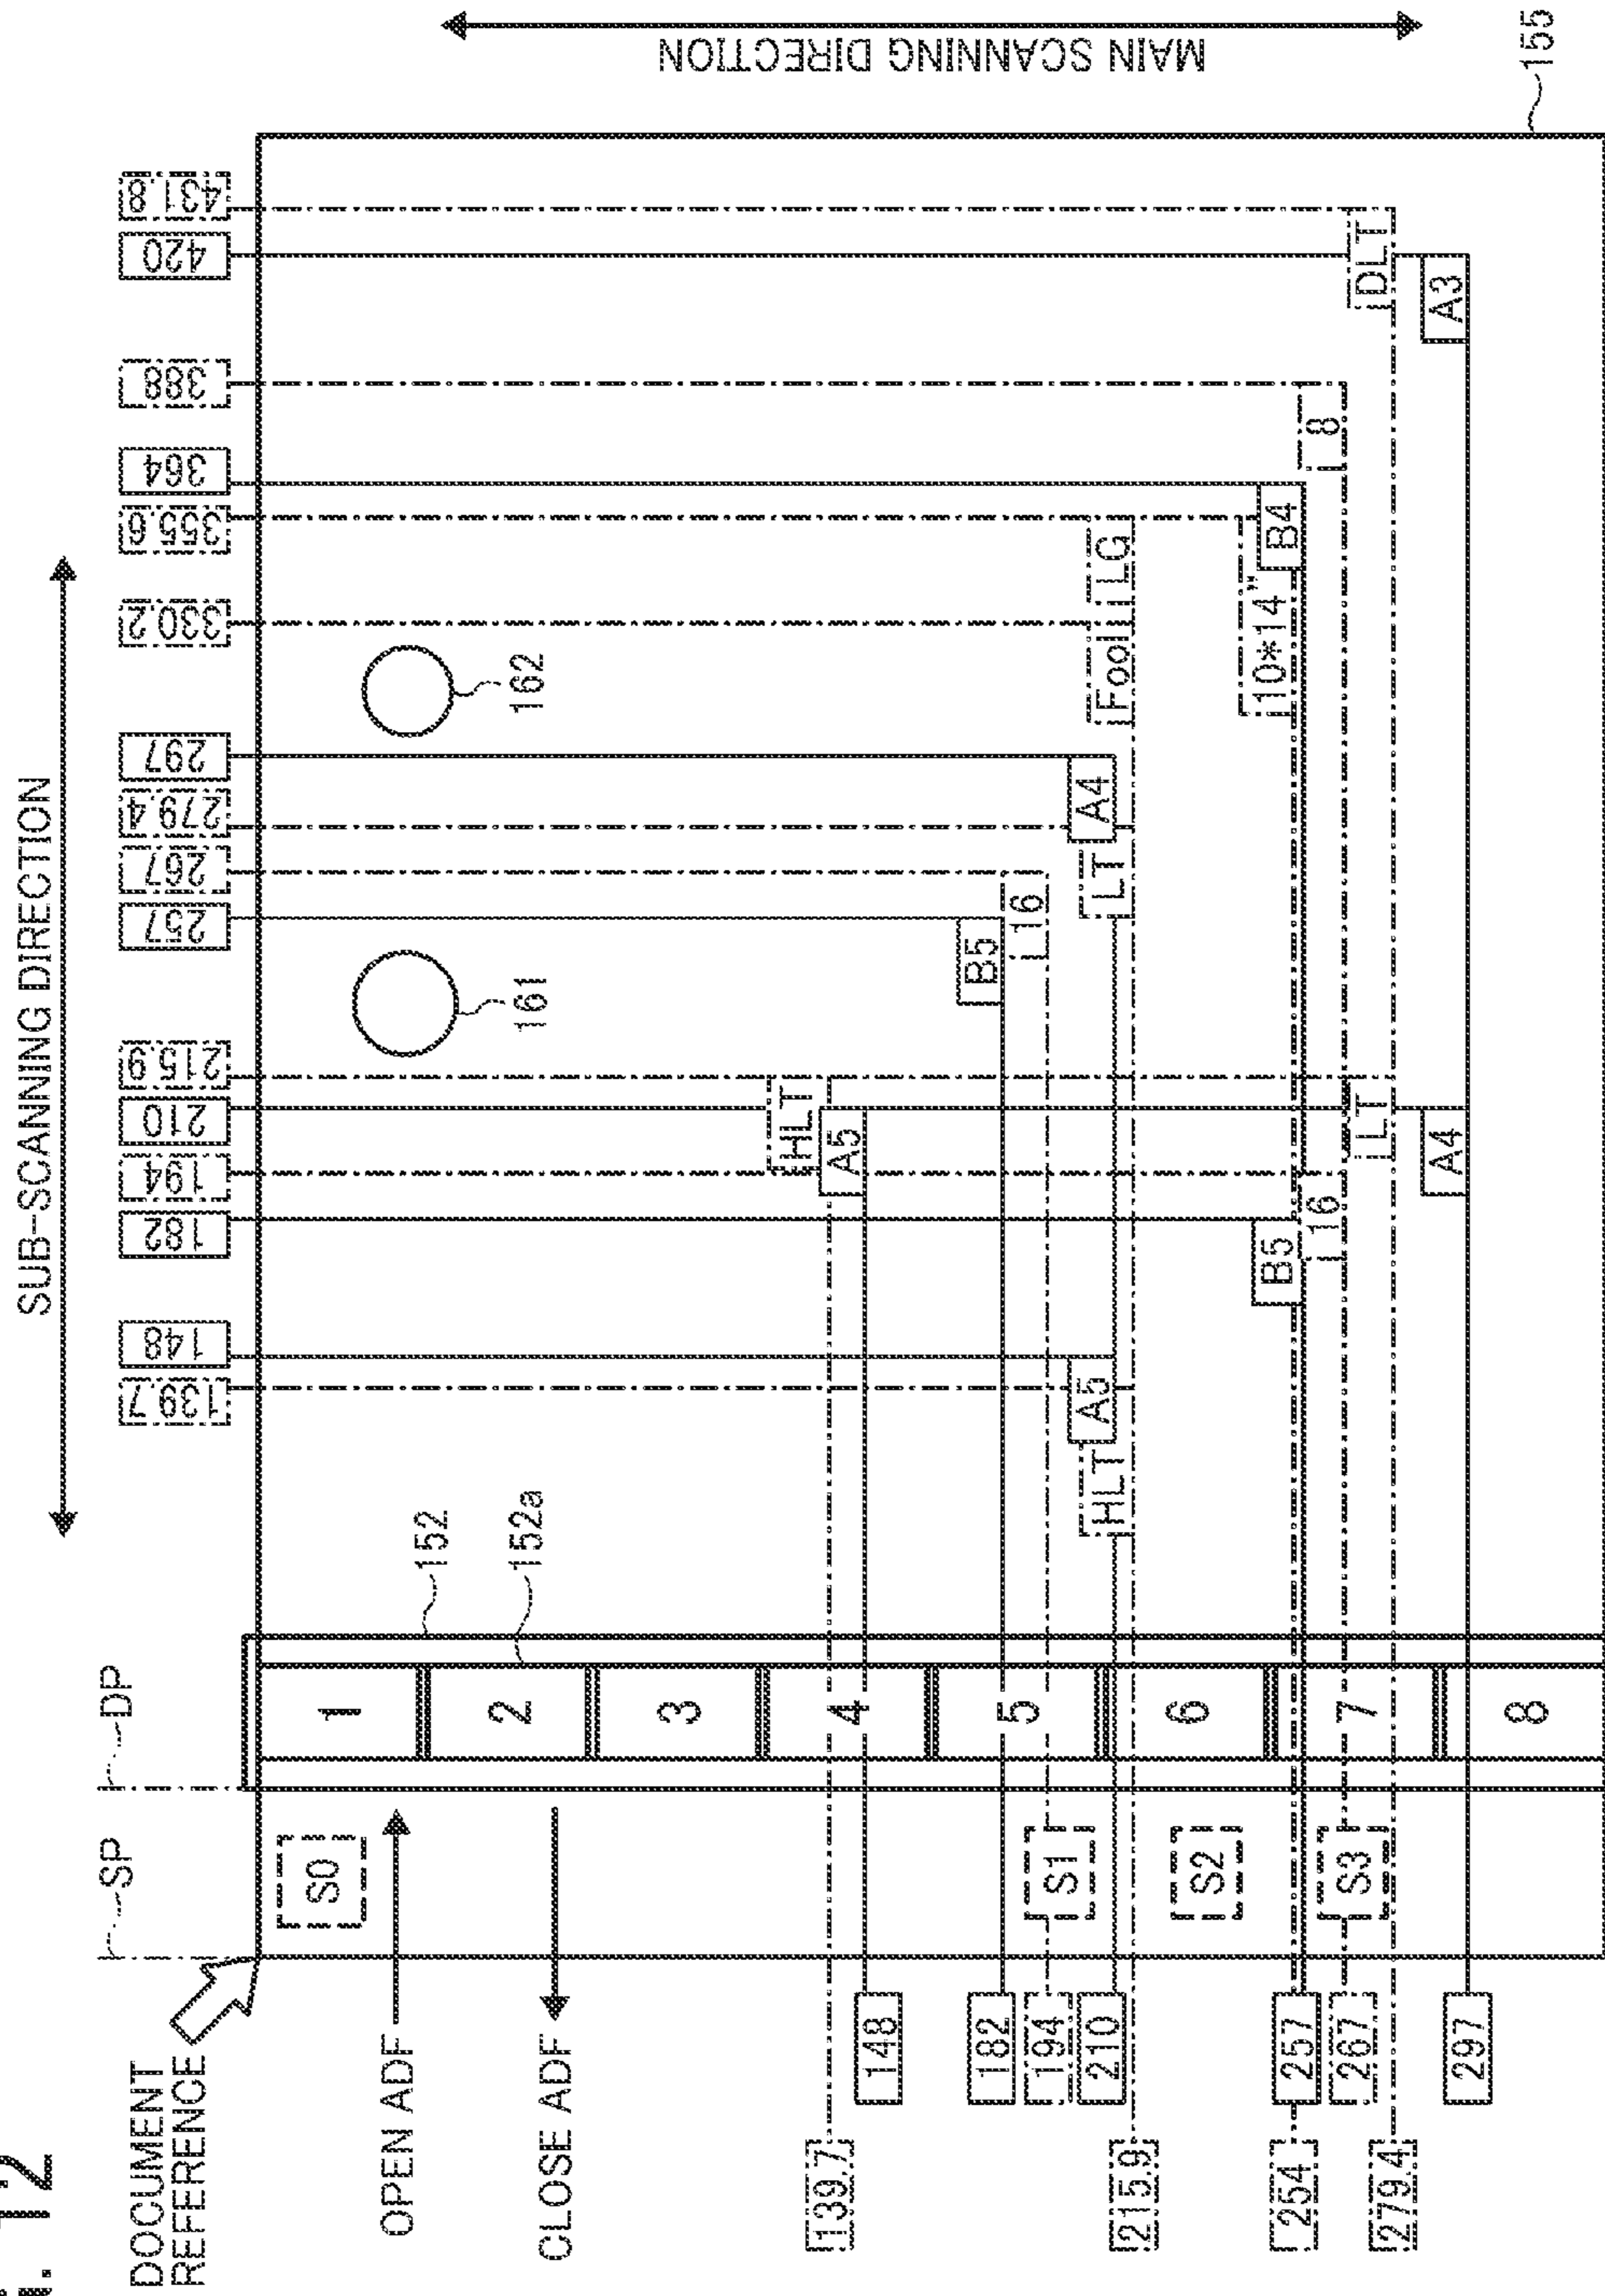 G. 12
SUB-SCANNING DIRECTION
MAIN SCANNING DIRECTION
DOCUMENT
REFERENCE
SP
DP
139.7
148
182
194
210
215.9
257
267
279.4
297
330.2
355.6
364
388
420
431.8
152
152a
161
162
155
OPEN ADF
CLOSE ADF
S0
S1
S2
S3
1
2
3
4
5
6
7
8
139.7
148
182
194
210
215.9
254
257
267
279.4
297
HLT
A5
B5
16
HLT
A5
LT
A4
Fool
LG
B5
16
10*14"
B4
8
LT
A4
DLT
A3